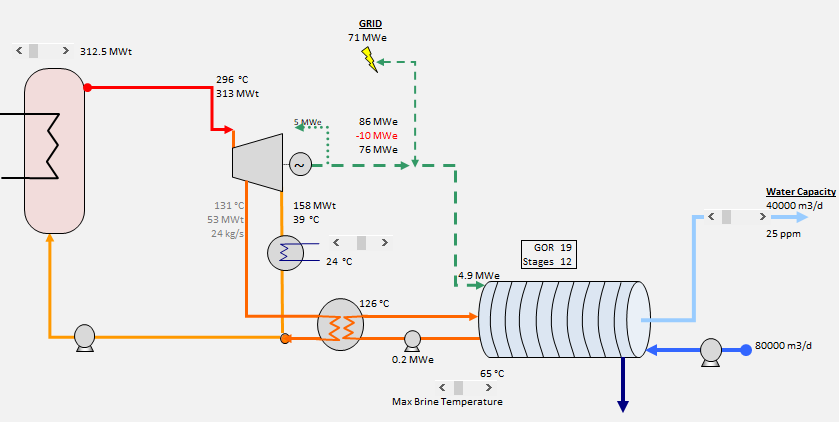 GRID
71 MWe
312.5 MWt
296 °C
313 MWt
5 MWe
86 MWe
-10 MWe
76 MWe
~
131 °C
53 MWt
24 kg/s
158 MWt
39 °C
24 °C
Water Capacity
40000 m3/d
25 ppm
GOR 19
Stages 12
4.9 MWe
126 °C
0.2 MWe
80000 m3/d
65 °C
Max Brine Temperature